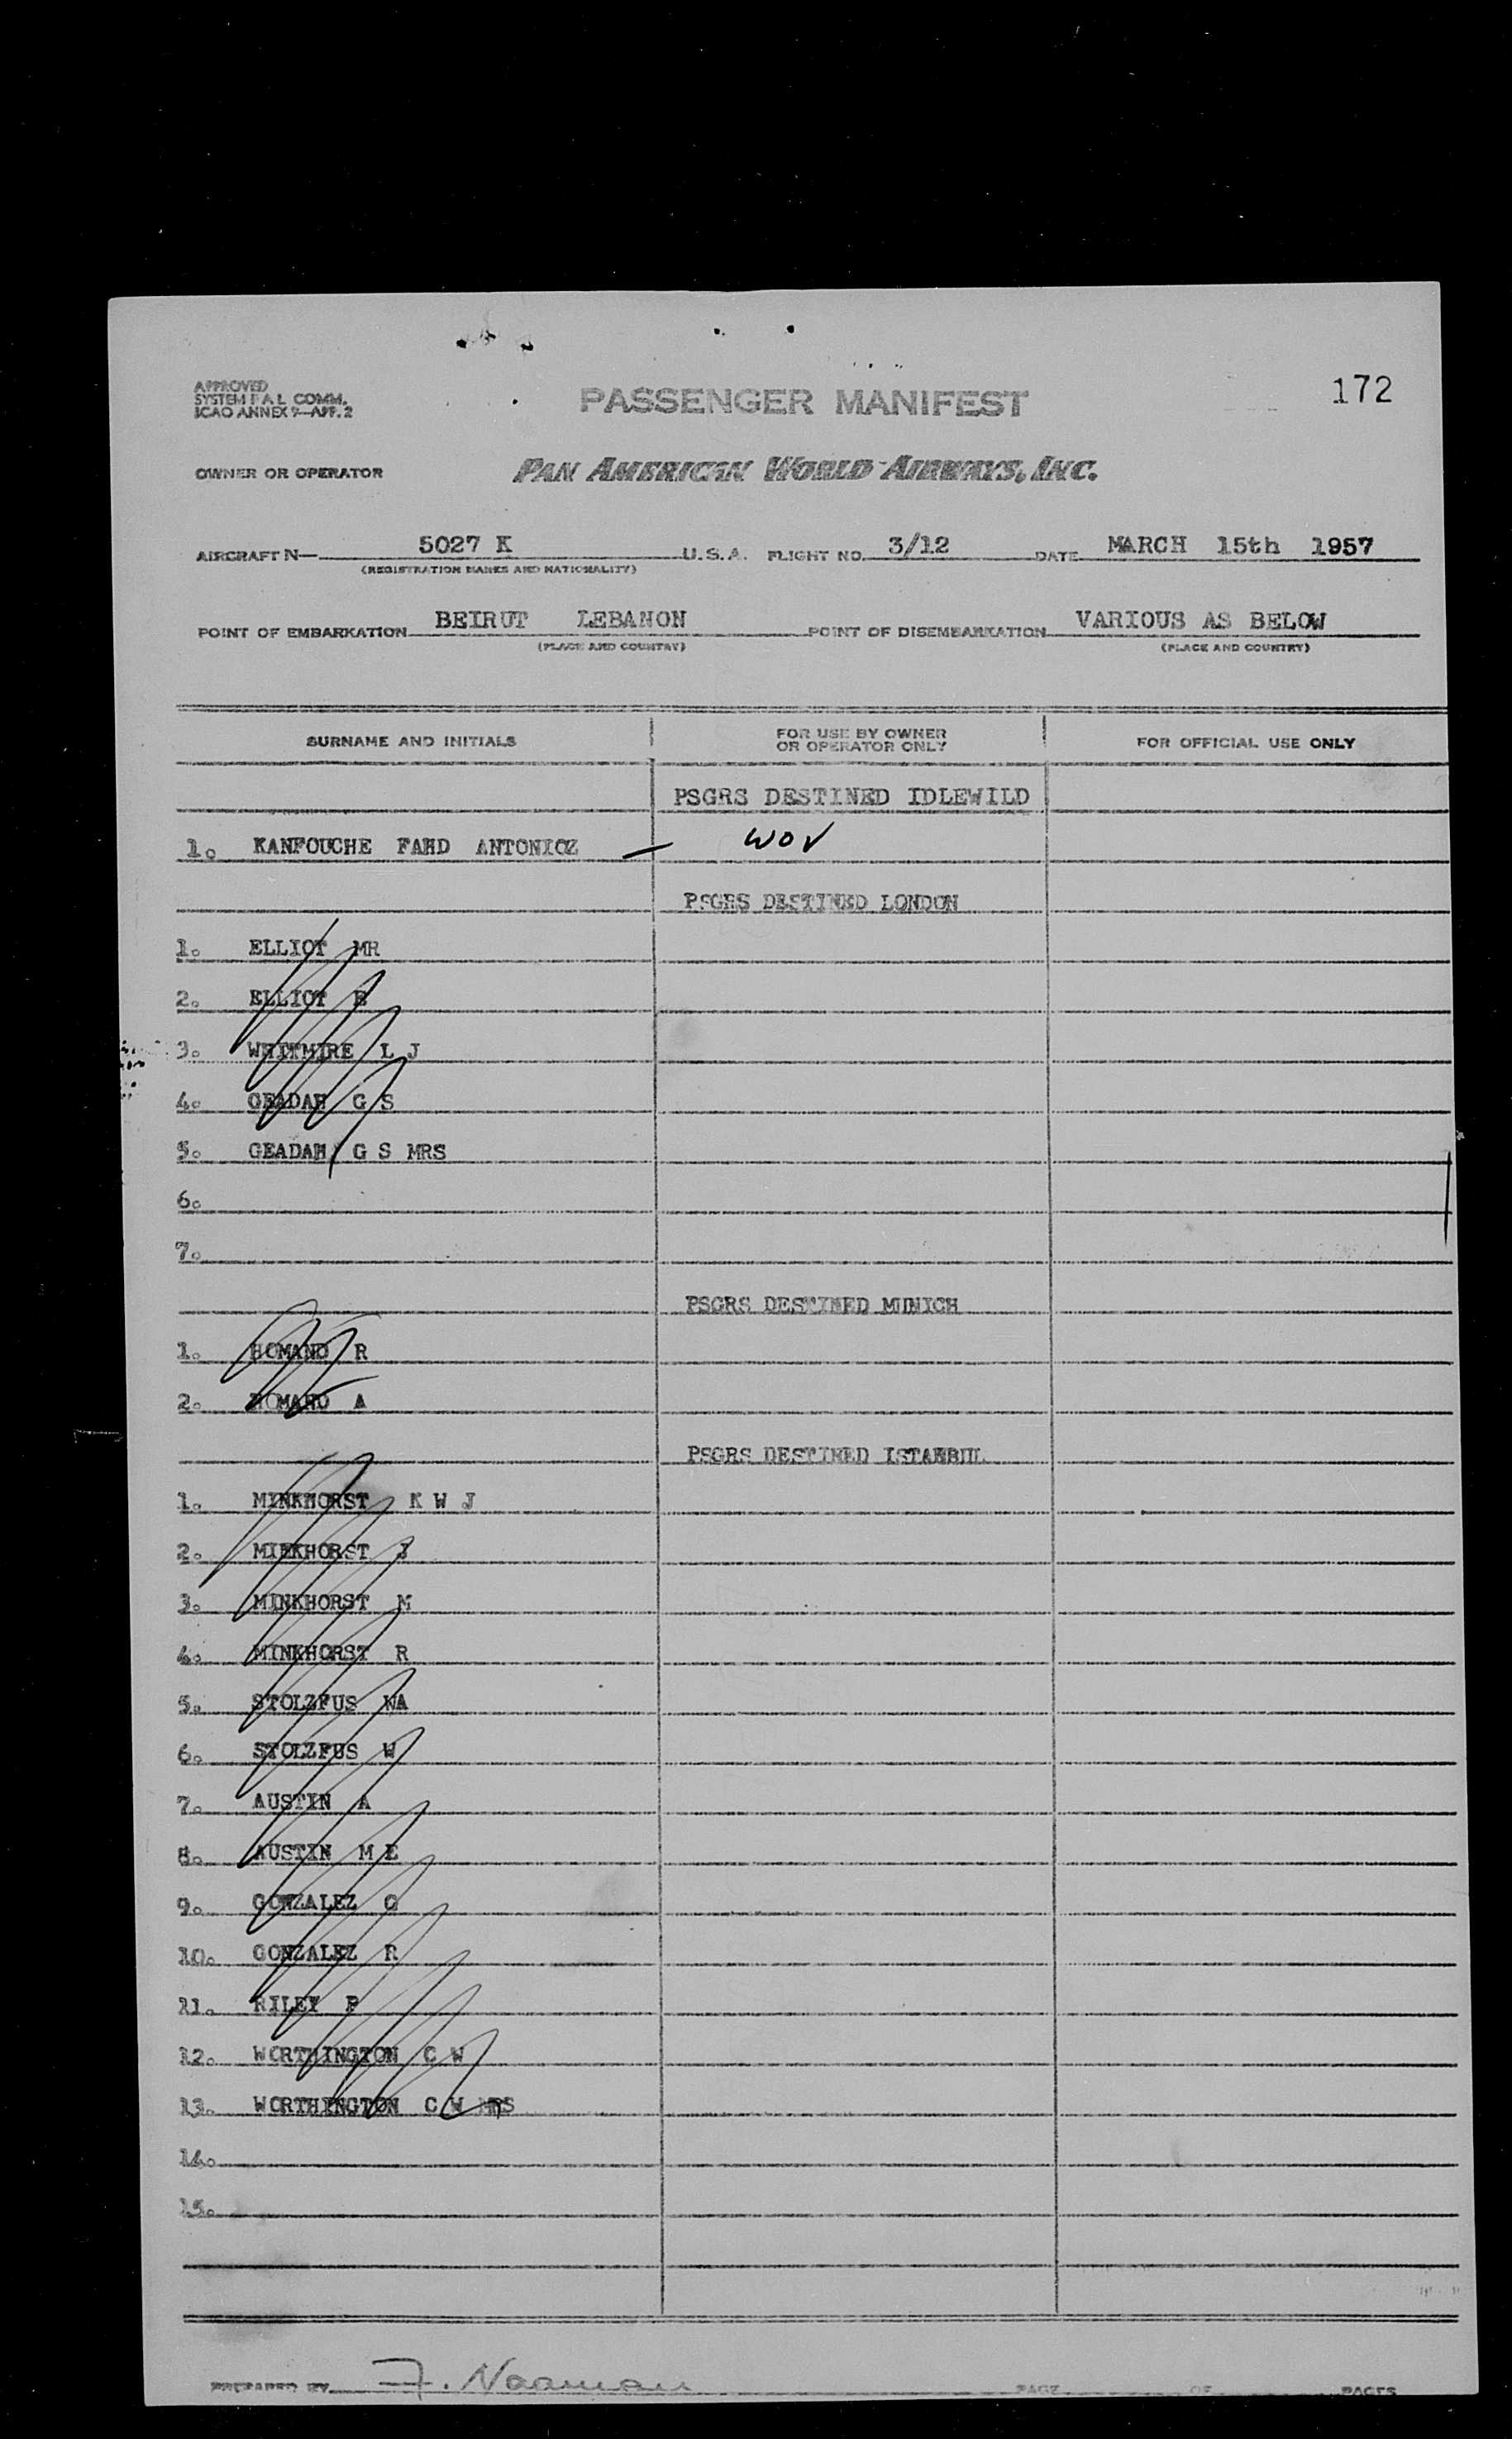 APPROVED
SYSTEM F A L COMM.
ICAO ANNEX 9—APP. 2
PASSENGER MANIFEST
172
OWNER OR OPERATOR
PAN AMERICAN WORLD AIRWAYS, INC.
AIRCRAFT N— 5027 K U.S.A. FLIGHT NO. 3/12 DATE MARCH 15th 1957
(REGISTRATION MARKS AND NATIONALITY)
POINT OF EMBARKATION BEIRUT LEBANON POINT OF DISEMBARKATION VARIOUS AS BELOW
(PLACE AND COUNTRY) (PLACE AND COUNTRY)
SURNAME AND INITIALS
FOR USE BY OWNER
OR OPERATOR ONLY
FOR OFFICIAL USE ONLY
PSGRS DESTINED IDLEWILD
1. KANFOUCHE FAHD ANTONIOZ — WOV
PSGRS DESTINED LONDON
1. ELLIOT MR
2. ELLIOT B
3. WHITMIRE L J
4. GEADAH G S
5. GEADAH G S MRS
6.
7.
PSGRS DESTINED MUNICH
1. HOMAND R
2. HOMAND A
PSGRS DESTINED ISTANBUL
1. MINKHORST K W J
2. MINKHORST J
3. MINKHORST M
4. MINKHORST R
5. STOLZFUS WA
6. STOLZFUS W
7. AUSTIN A
8. AUSTIN M E
9. GONZALEZ G
10. GONZALEZ R
11. RILEY P
12. WORTHINGTON C W
13. WORTHINGTON C W MRS
14.
15.
PREPARED BY F. Naaman PAGE OF PAGES